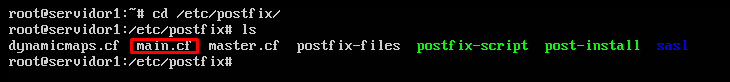 root@servidor1:~# cd /etc/postfix/
root@servidor1:/etc/postfix# ls
dynamicmaps.cf main.cf master.cf postfix-files postfix-script post-install sasl
root@servidor1:/etc/postfix#